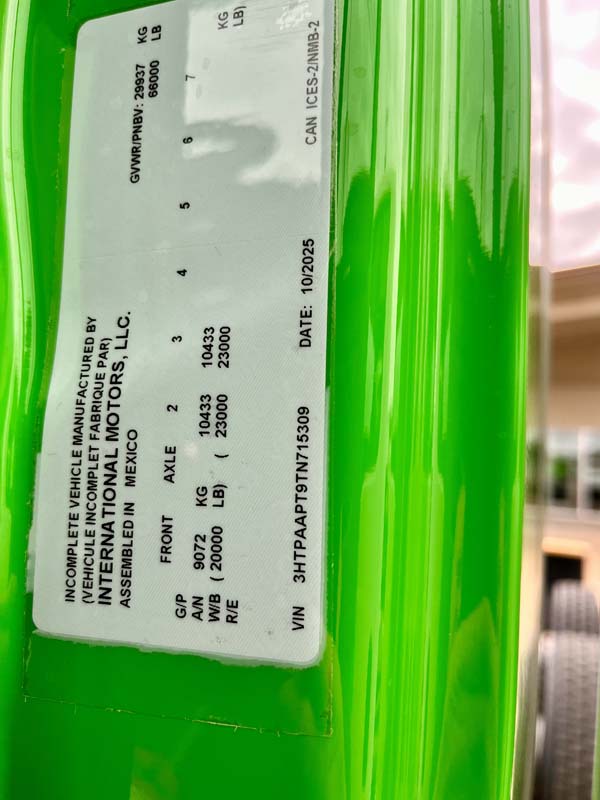 INCOMPLETE VEHICLE MANUFACTURED BY
(VEHICULE INCOMPLET FABRIQUE PAR)
INTERNATIONAL MOTORS, LLC.
ASSEMBLED IN MEXICO
GVWR/PNBV: 29937 KG
66000 LB
FRONT AXLE 2 3 4 5 6 7
G/P
A/N 9072 KG 10433 10433 KG
W/B ( 20000 LB) ( 23000 23000 LB)
R/E
VIN 3HTPAAPT9TN715309 DATE: 10/2025 CAN ICES-2/NMB-2